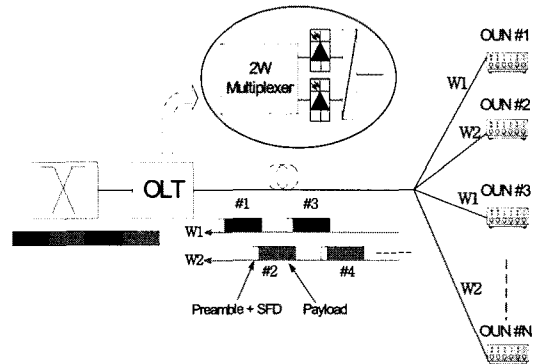 OUN #1
2W
Multiplexer
W1
OUN #2
W2
OLT
#1
#3
W1
OUN #3
W1
W2
#2
#4
W2
Preamble + SFD
Payload
OUN #N